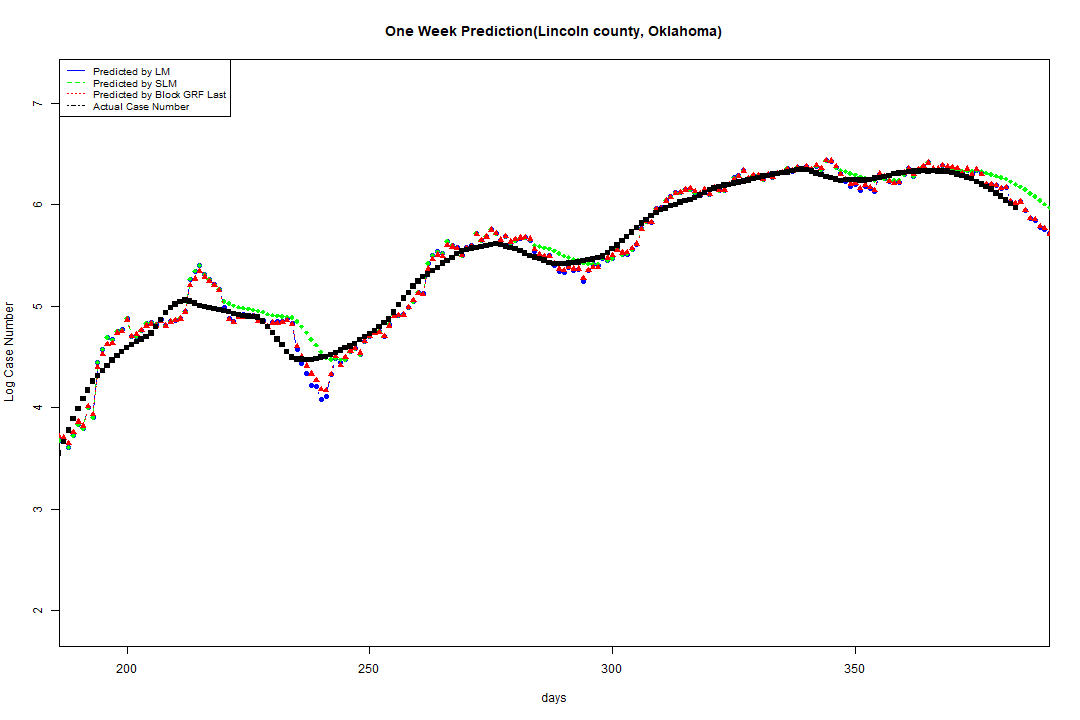 One Week Prediction(Lincoln county, Oklahoma)
Predicted by LM
Predicted by SLM
Predicted by Block GRF Last
Actual Case Number
7
6
5
4
3
2
Log Case Number
200
250
300
350
days